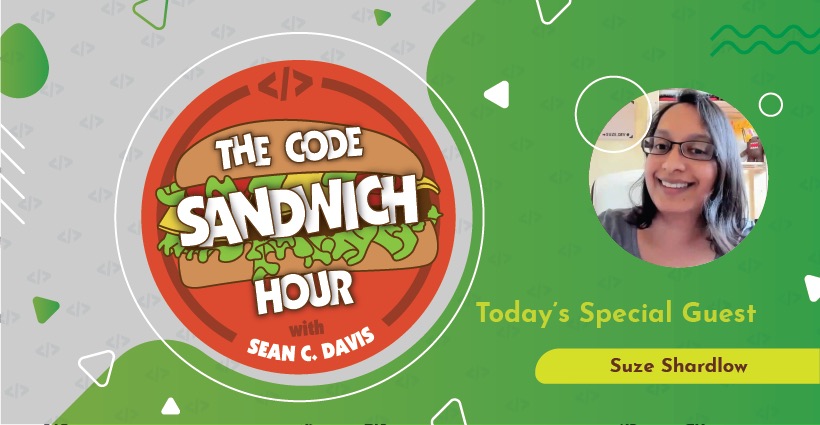 </>
THE CODE
SANDWICH
HOUR
with
SEAN C. DAVIS
Today's Special Guest
Suze Shardlow